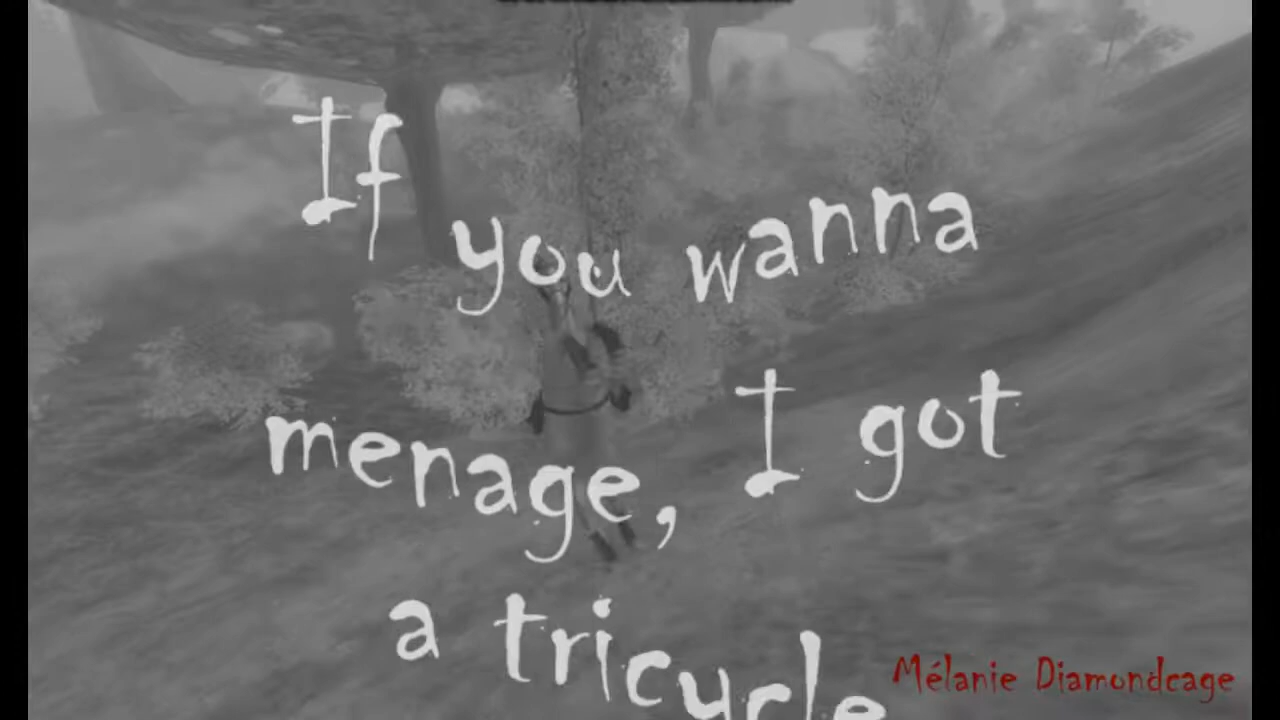 If you wanna
menage, I got
a tricycle
Mélanie Diamondcage